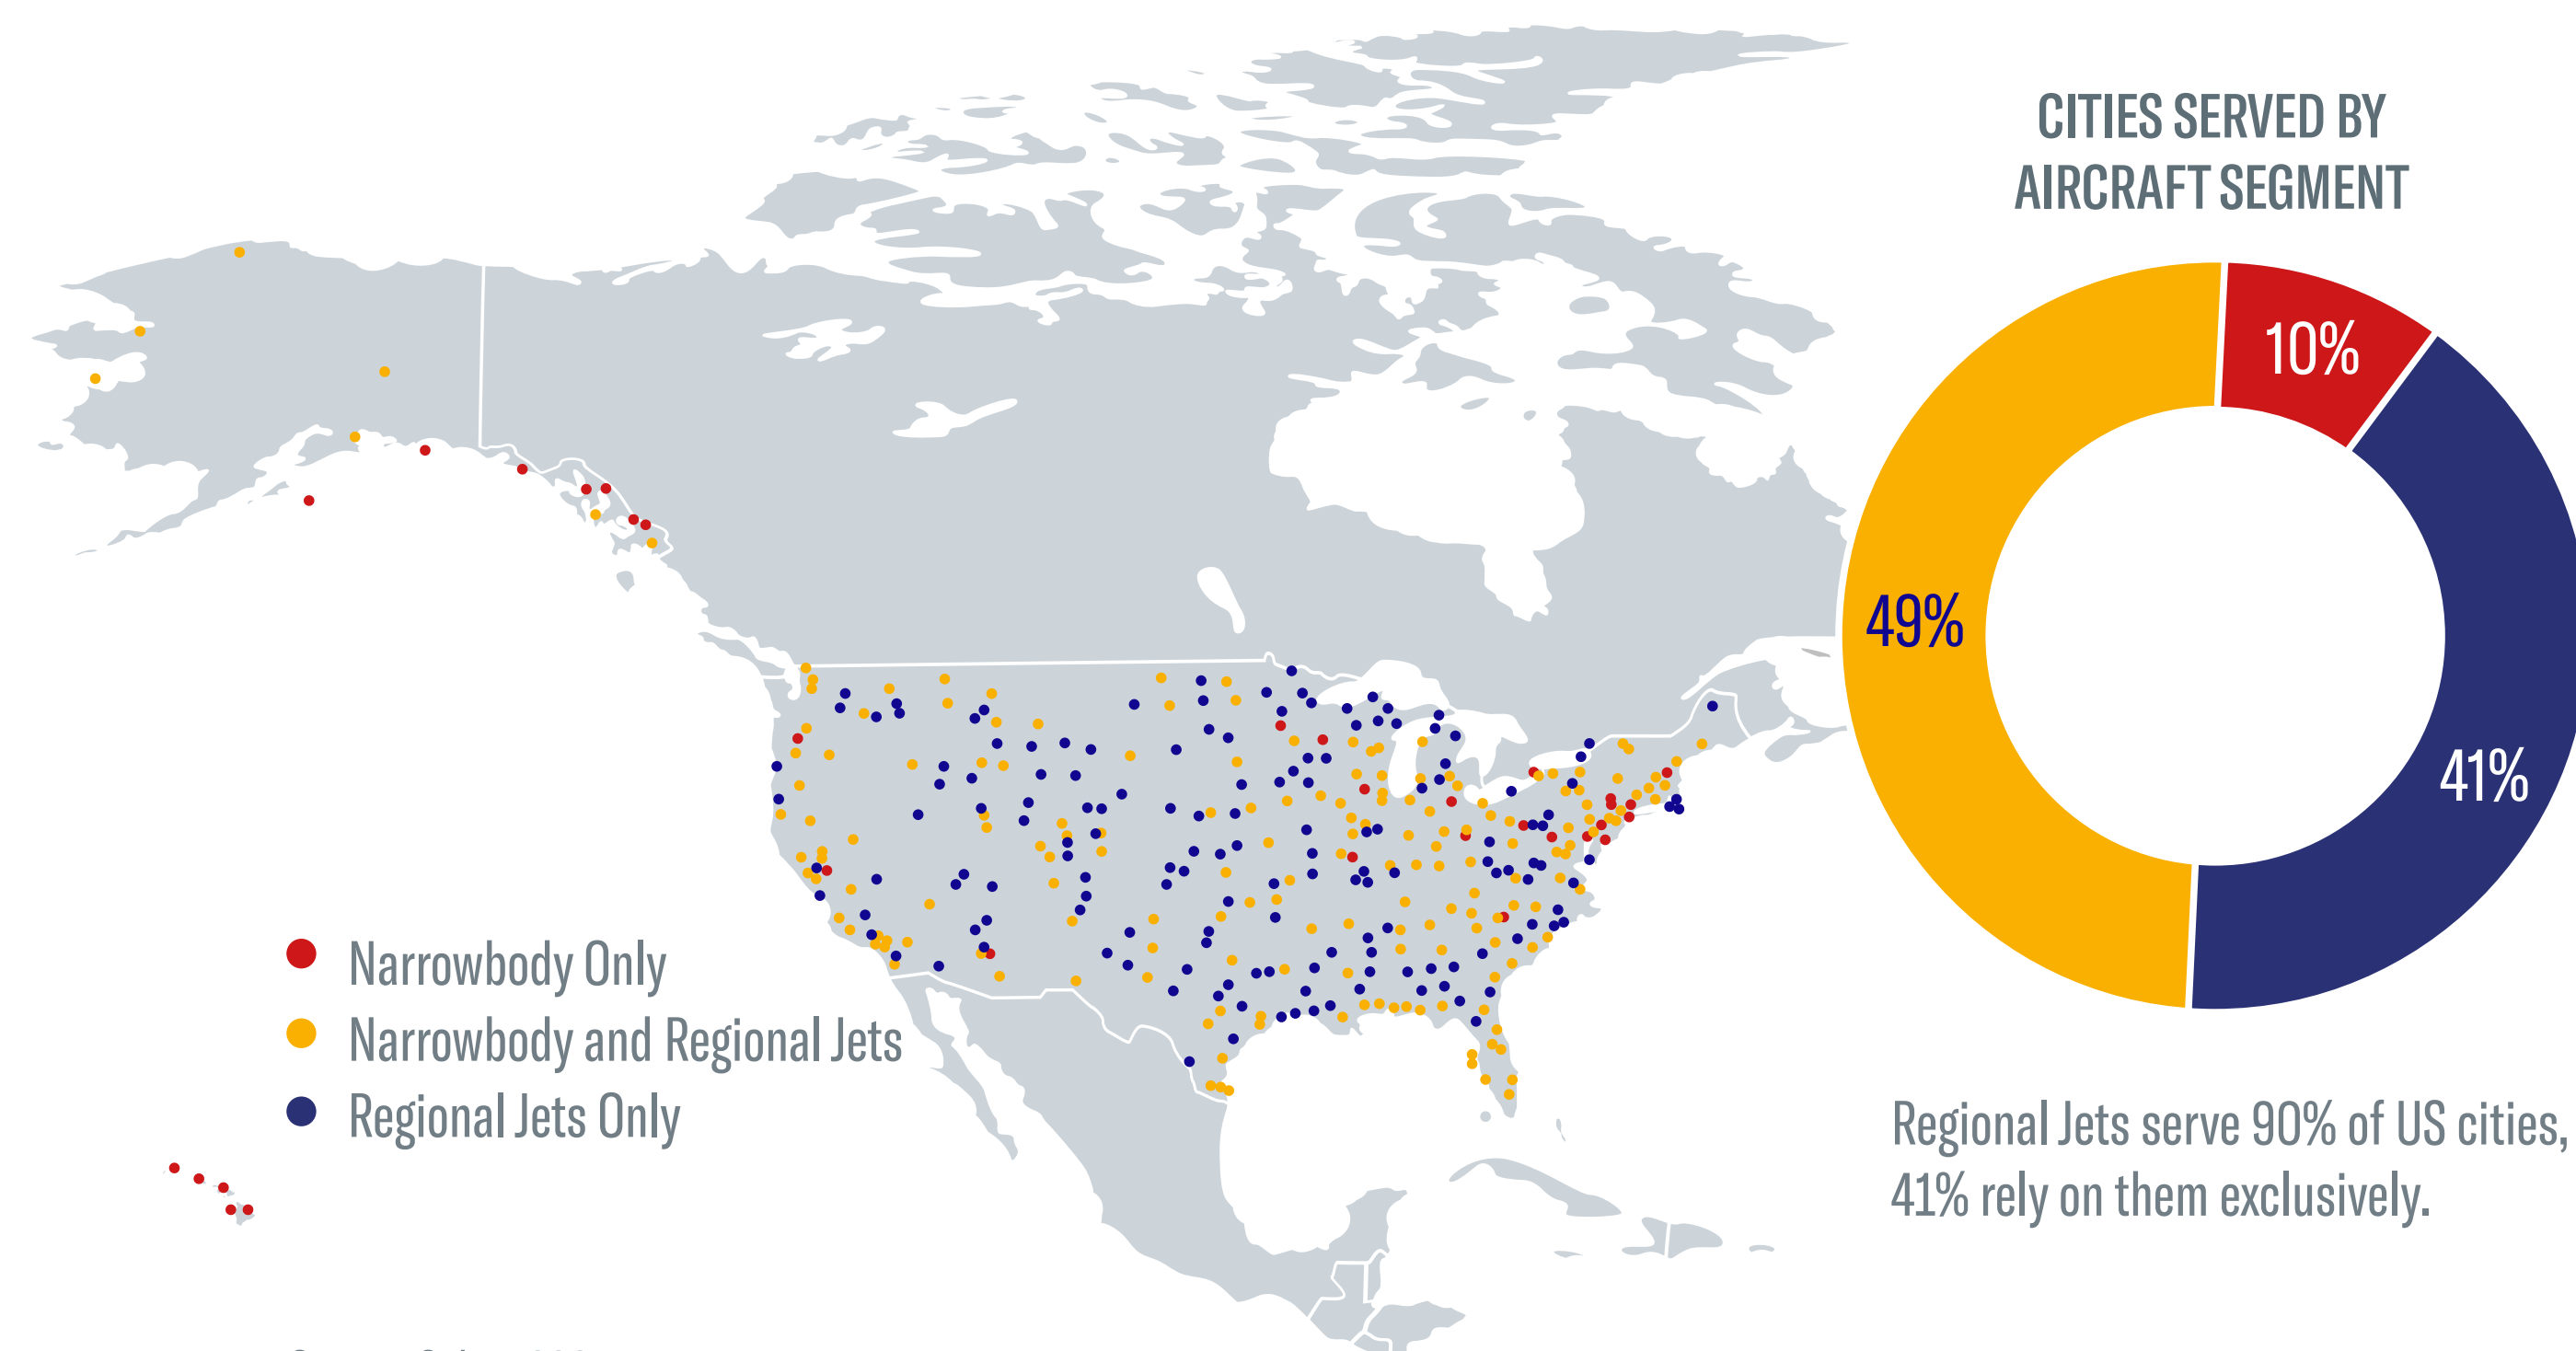 CITIES SERVED BY
AIRCRAFT SEGMENT
10%
49%
41%
Narrowbody Only
Narrowbody and Regional Jets
Regional Jets Only
Regional Jets serve 90% of US cities,
41% rely on them exclusively.